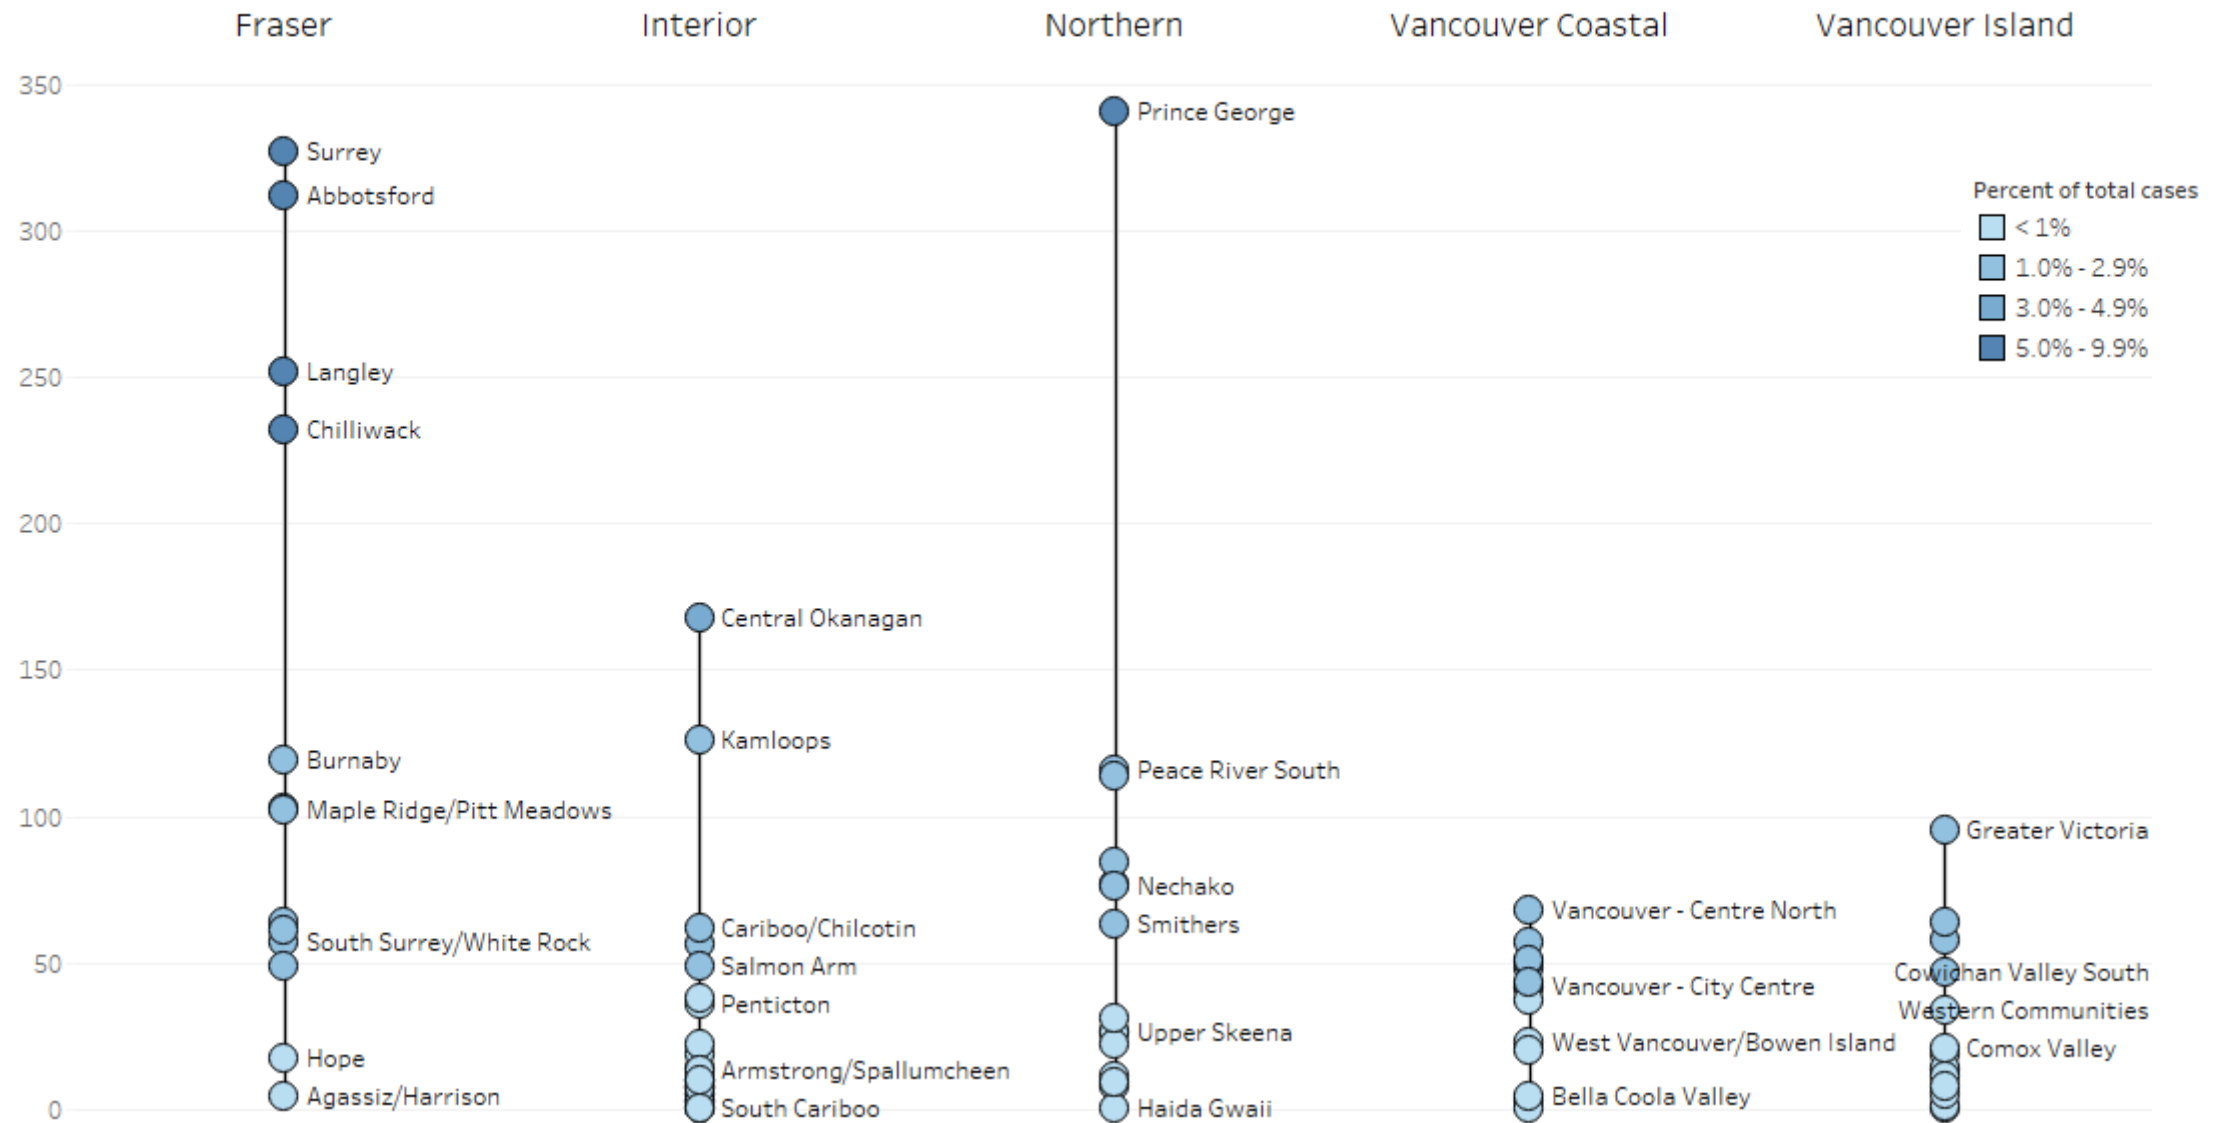 Fraser
Interior
Northern
Vancouver Coastal
Vancouver Island
350
300
250
200
150
100
50
0
Surrey
Abbotsford
Langley
Chilliwack
Burnaby
Maple Ridge/Pitt Meadows
South Surrey/White Rock
Hope
Agassiz/Harrison
Central Okanagan
Kamloops
Cariboo/Chilcotin
Salmon Arm
Penticton
Armstrong/Spallumcheen
South Cariboo
Prince George
Peace River South
Nechako
Smithers
Upper Skeena
Haida Gwaii
Vancouver - Centre North
Vancouver - City Centre
West Vancouver/Bowen Island
Bella Coola Valley
Greater Victoria
Cowichan Valley South
Western Communities
Comox Valley
Percent of total cases
< 1%
1.0% - 2.9%
3.0% - 4.9%
5.0% - 9.9%